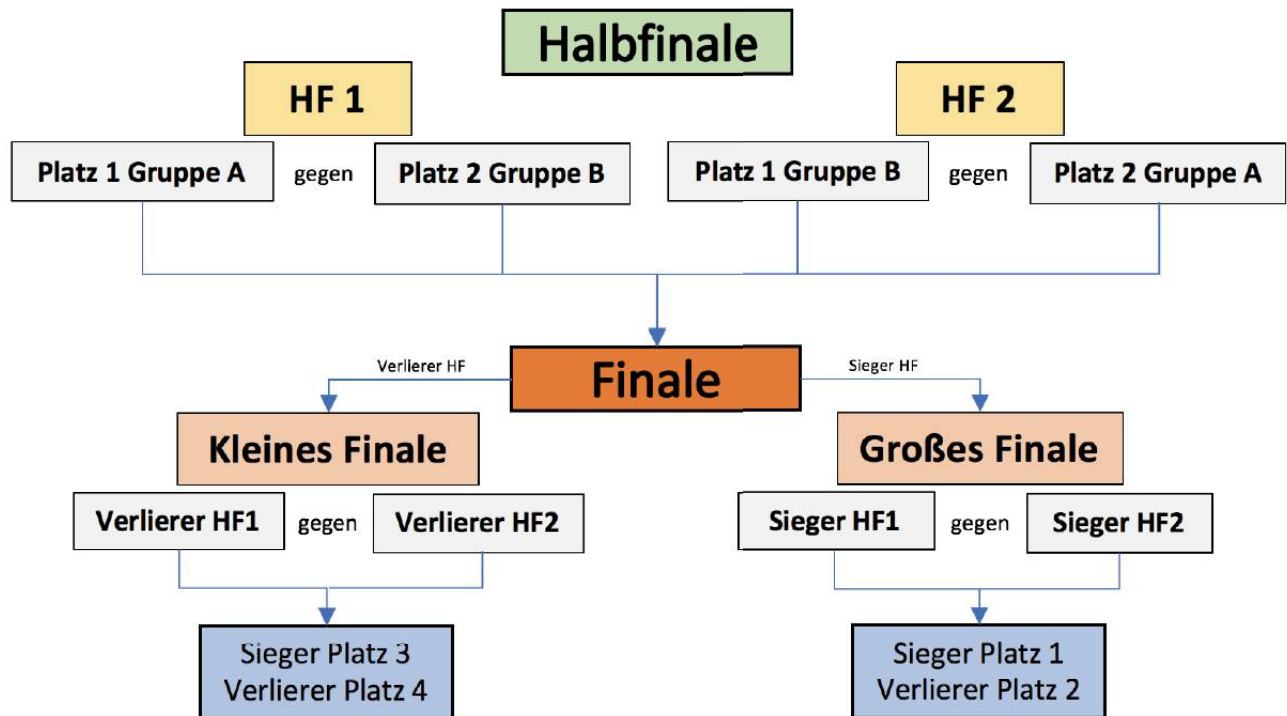 Halbfinale
HF 1
HF 2
Platz 1 Gruppe A gegen Platz 2 Gruppe B
Platz 1 Gruppe B gegen Platz 2 Gruppe A
Verlierer HF
Finale
Sieger HF
Kleines Finale
Großes Finale
Verlierer HF1 gegen Verlierer HF2
Sieger HF1 gegen Sieger HF2
Sieger Platz 3
Verlierer Platz 4
Sieger Platz 1
Verlierer Platz 2